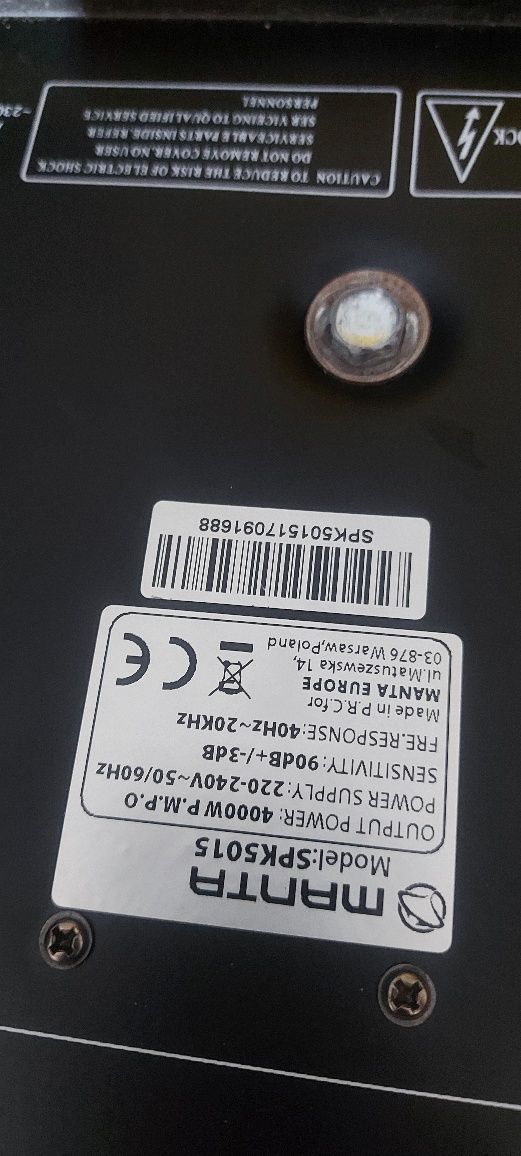 MANTA
Model:SPK5015
OUTPUT POWER: 4000W P.M.P.O
POWER SUPPLY: 220-240V~50/60Hz
SENSITIVITY: 90dB+/-3dB
FRE.RESPONSE:40Hz~20KHz
Made in P.R.C.for
MANTA EUROPE
ul.Matuszewska 14,
03-876 Warsaw,Poland
CE
SPK501517091688
CAUTION TO REDUCE THE RISK OF ELECTRIC SHOCK
DO NOT REMOVE COVER.NO USER
SERVICEABLE PARTS INSIDE REFER
SERVICING TO QUALIFIED SERVICE
PERSONNEL